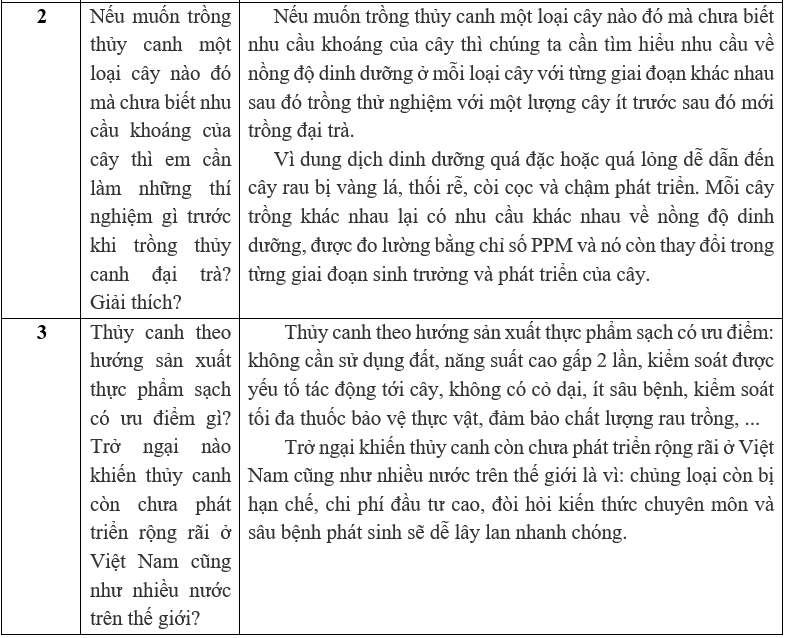 2
Nếu muốn trồng
thủy canh một
loại cây nào đó
mà chưa biết nhu
cầu khoáng của
cây thì em cần
làm những thí
nghiệm gì trước
khi trồng thủy
canh đại trà?
Giải thích?
Nếu muốn trồng thủy canh một loại cây nào đó mà chưa biết
nhu cầu khoáng của cây thì chúng ta cần tìm hiểu nhu cầu về
nồng độ dinh dưỡng ở mỗi loại cây với từng giai đoạn khác nhau
sau đó trồng thử nghiệm với một lượng cây ít trước sau đó mới
trồng đại trà.
Vì dung dịch dinh dưỡng quá đặc hoặc quá lỏng dễ dẫn đến
cây rau bị vàng lá, thối rễ, còi cọc và chậm phát triển. Mỗi cây
trồng khác nhau lại có nhu cầu khác nhau về nồng độ dinh
dưỡng, được đo lường bằng chỉ số PPM và nó còn thay đổi trong
từng giai đoạn sinh trưởng và phát triển của cây.
3
Thủy canh theo
hướng sản xuất
thực phẩm sạch
có ưu điểm gì?
Trở ngại nào
khiến thủy canh
còn chưa phát
triển rộng rãi ở
Việt Nam cũng
như nhiều nước
trên thế giới?
Thủy canh theo hướng sản xuất thực phẩm sạch có ưu điểm:
không cần sử dụng đất, năng suất cao gấp 2 lần, kiểm soát được
yếu tố tác động tới cây, không có cỏ dại, ít sâu bệnh, kiểm soát
tối đa thuốc bảo vệ thực vật, đảm bảo chất lượng rau trồng, ...
Trở ngại khiến thủy canh còn chưa phát triển rộng rãi ở Việt
Nam cũng như nhiều nước trên thế giới là vì: chủng loại còn bị
hạn chế, chi phí đầu tư cao, đòi hỏi kiến thức chuyên môn và
sâu bệnh phát sinh sẽ dễ lây lan nhanh chóng.